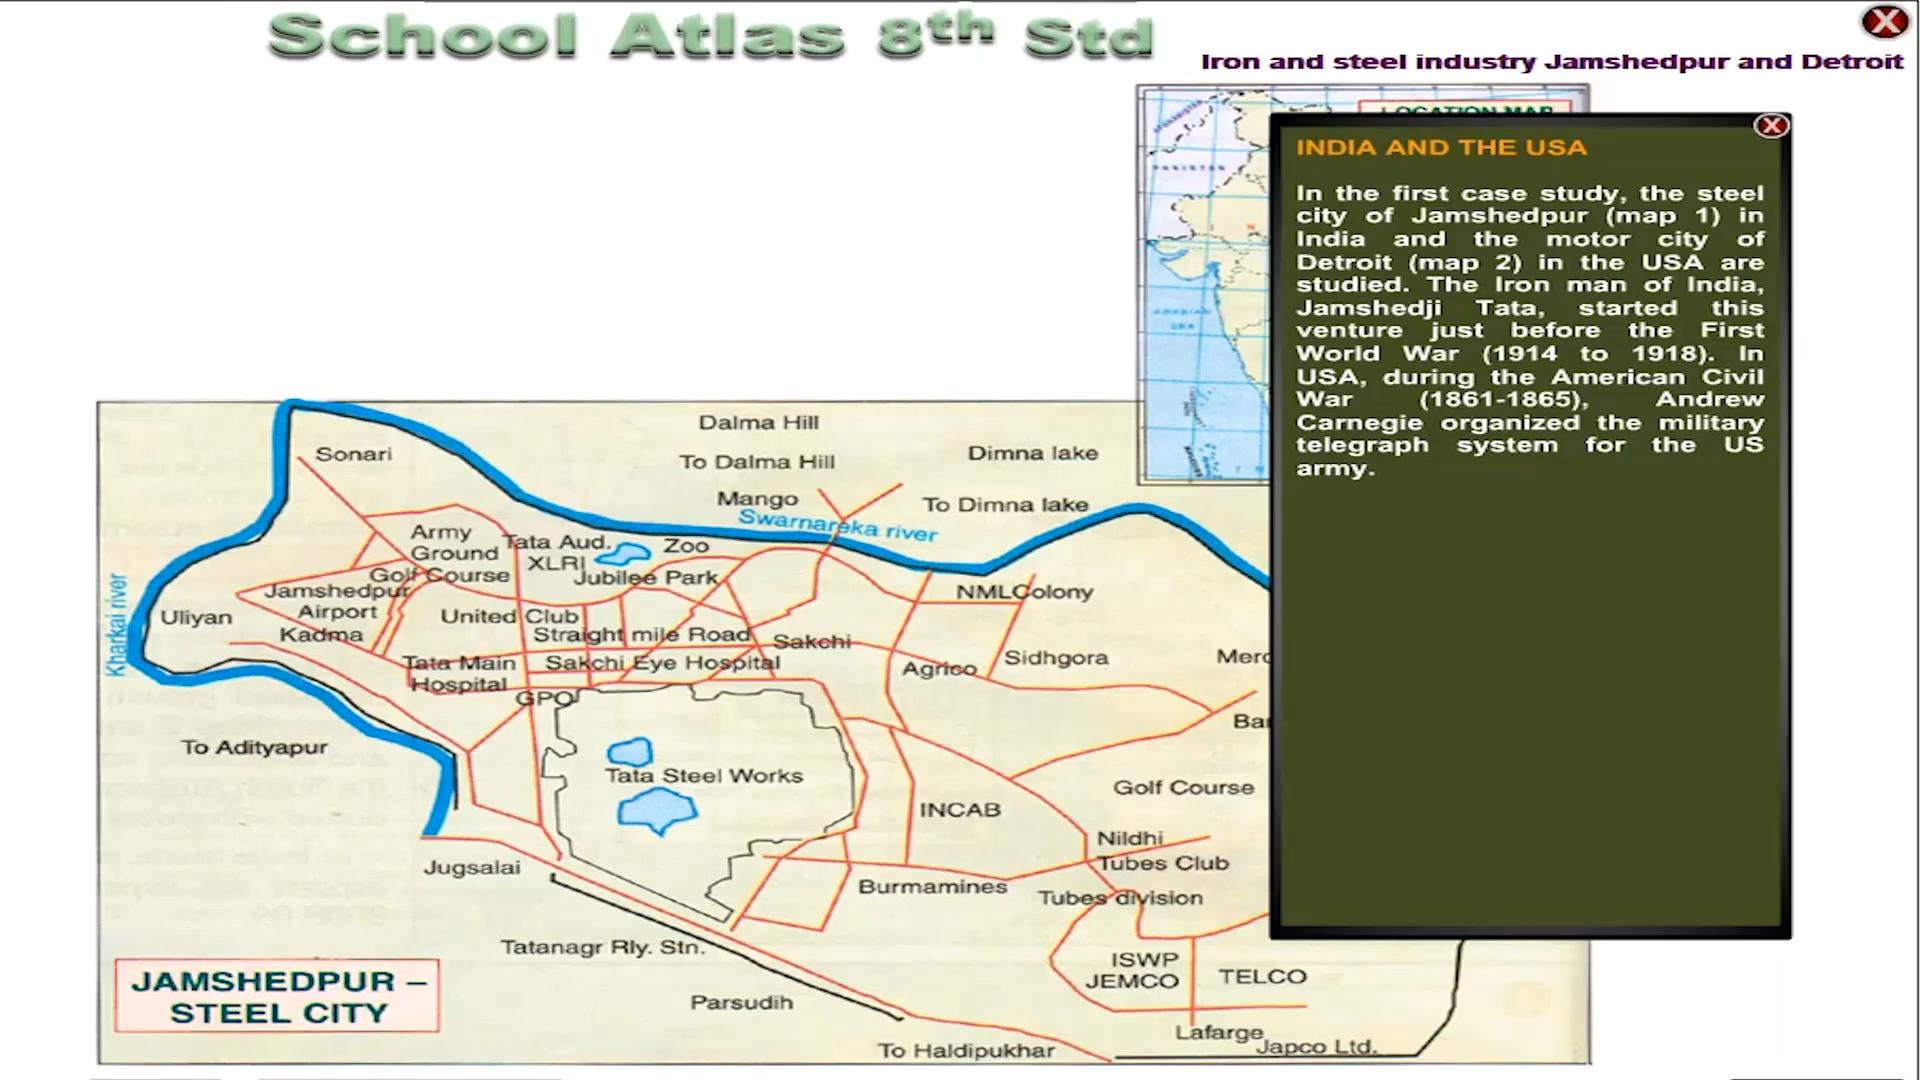 School Atlas 8th Std
Iron and steel industry Jamshedpur and Detroit
LOCATION MAP
INDIA AND THE USA
In the first case study, the steel
city of Jamshedpur (map 1) in
India and the motor city of
Detroit (map 2) in the USA are
studied. The Iron man of India,
Jamshedji Tata, started this
venture just before the First
World War (1914 to 1918). In
USA, during the American Civil
War (1861-1865), Andrew
Carnegie organized the military
telegraph system for the US
army.
PAKISTAN
ARABIAN
SEA
Dalma Hill
Sonari
To Dalma Hill
Dimna lake
Mango
To Dimna lake
Swarnareka river
Army
Ground
Tata Aud.
Zoo
XLRI
Golf Course
Jubilee Park
Jamshedpur
Airport
NMLColony
Kharkai river
Uliyan
United Club
Kadma
Straight mile Road
Sakchi
Tata Main
Hospital
Sakchi Eye Hospital
Agrico
Sidhgora
Merc
GPO
Bar
To Adityapur
Tata Steel Works
Golf Course
INCAB
Nildhi
Jugsalai
Tubes Club
Burmamines
Tubes division
Tatanagr Rly. Stn.
ISWP
JEMCO
TELCO
JAMSHEDPUR –
STEEL CITY
Parsudih
Lafarge
To Haldipukhar
Japco Ltd.